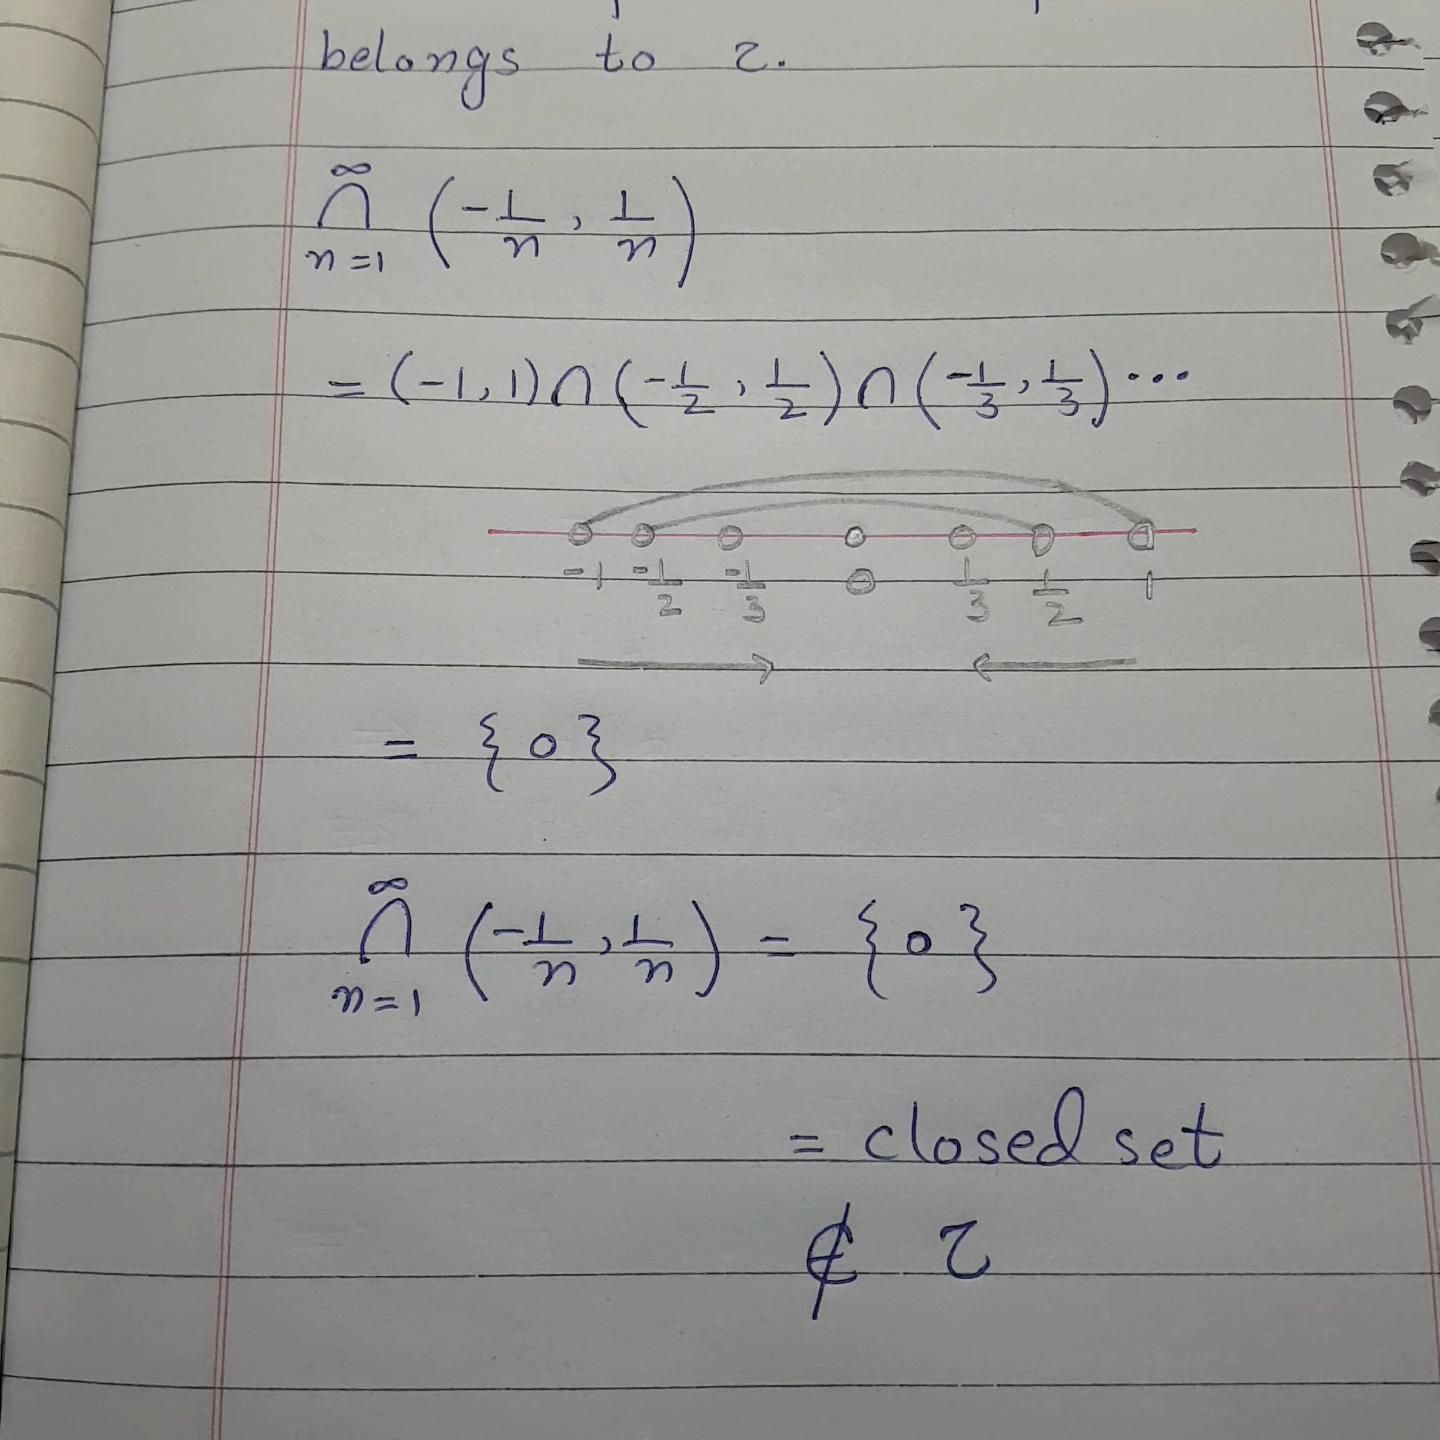 belongs to τ.
∞
∩ (-1/n, 1/n)
n=1
= (-1, 1) ∩ (-1/2, 1/2) ∩ (-1/3, 1/3) ...
-1 -1/2 -1/3 0 1/3 1/2 1
= {0}
∞
∩ (-1/n, 1/n) = {0}
n=1
= closed set
∉ τ